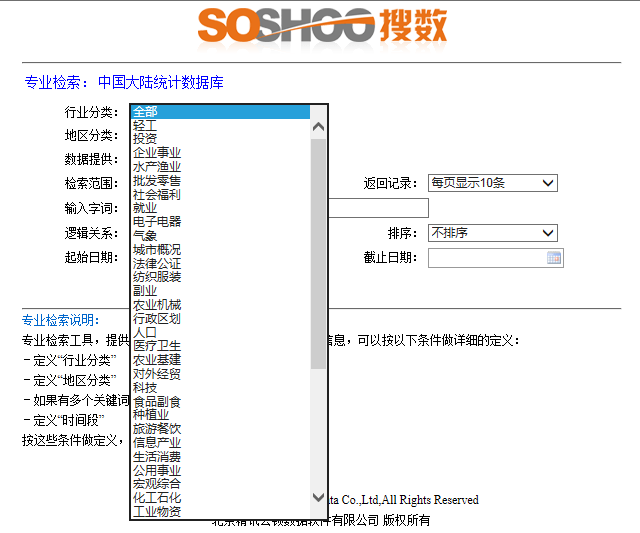 SOSHOO搜数
专业检索：中国大陆统计数据库
行业分类：
全部
轻工
投资
企业事业
水产渔业
批发零售
社会福利
就业
电子电器
气象
城市概况
法律公证
纺织服装
副业
农业机械
行政区划
人口
医疗卫生
农业基建
对外经贸
科技
食品副食
种植业
旅游餐饮
信息产业
生活消费
公用事业
宏观综合
化工石化
工业物资
地区分类：
数据提供：
检索范围：
返回记录： 每页显示10条
输入字词：
逻辑关系：
排序： 不排序
起始日期：
截止日期：
专业检索说明：
专业检索工具，提供 信息，可以按以下条件做详细的定义：
－定义“行业分类”
－定义“地区分类”
－如果有多个关键词
－定义“时间段”
按这些条件做定义，
ta Co.,Ltd,All Rights Reserved
数据软件有限公司 版权所有